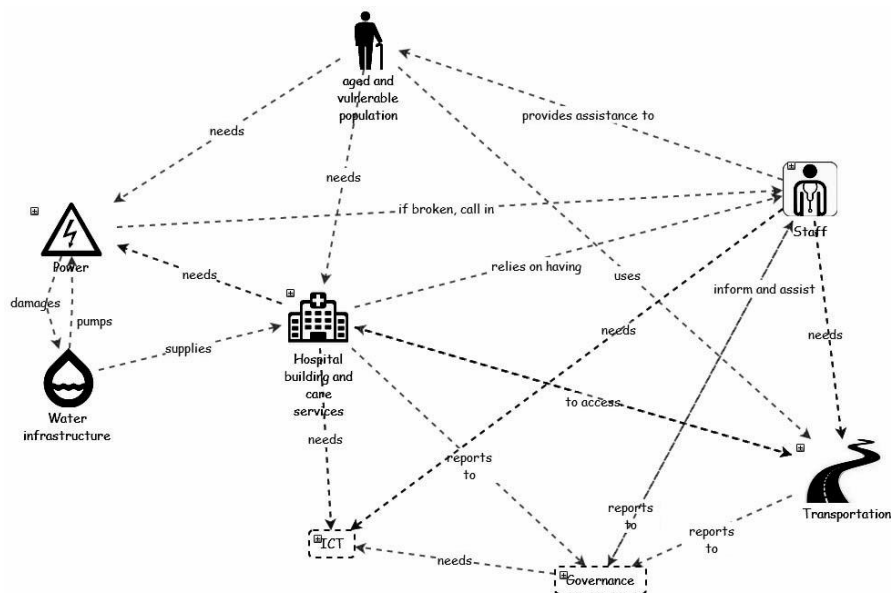 aged and
vulnerable
population
needs
provides assistance to
needs
if broken, call in
Staff
Power
needs
relies on having
uses
inform and assist
damages
pumps
supplies
needs
needs
Hospital
building and
care
services
Water
infrastructure
to access
needs
reports
to
reports
to
Transportation
reports
to
ICT
needs
Governance